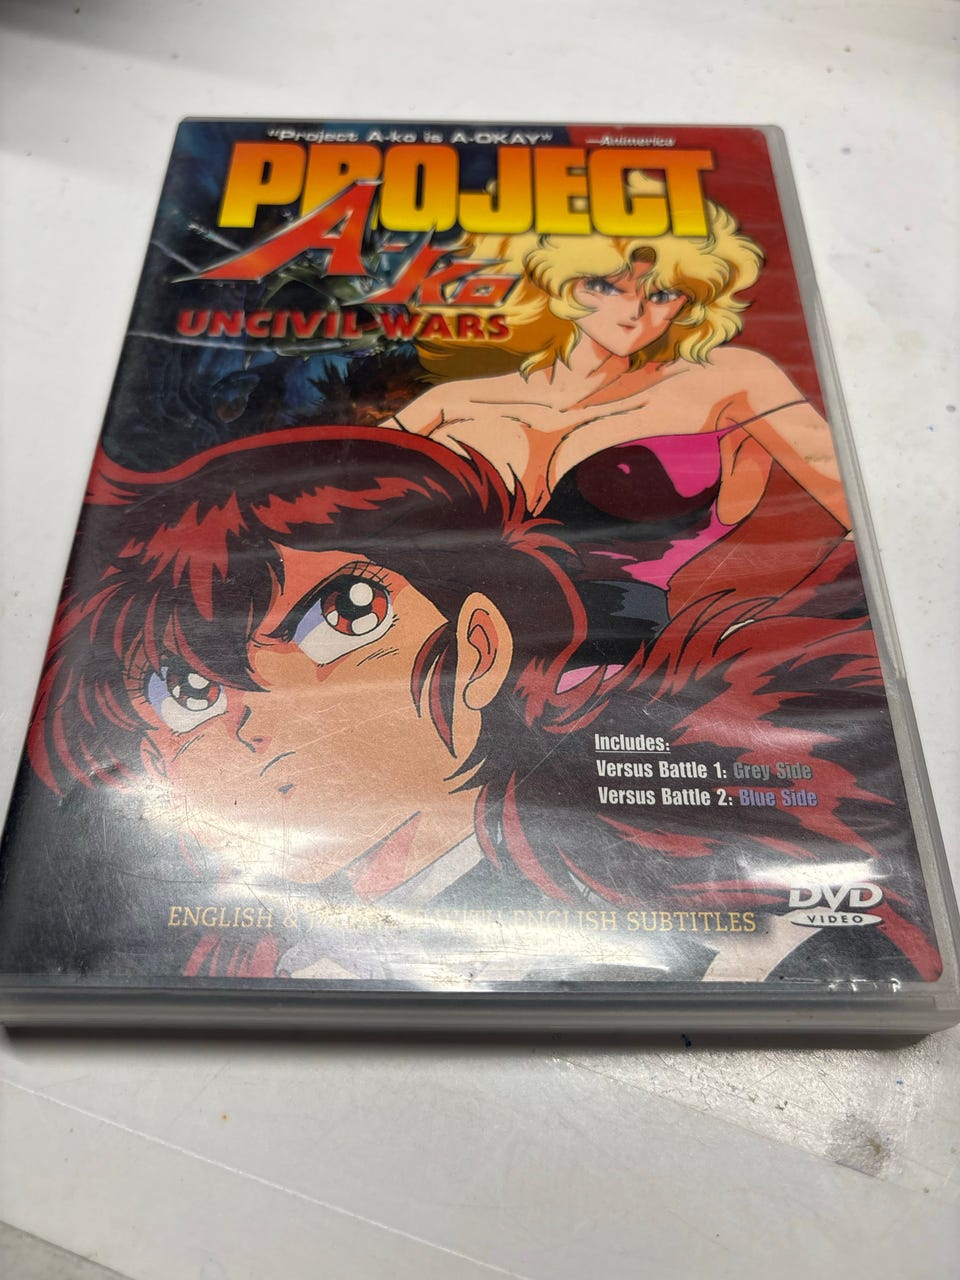 "Project A-ko is A-OKAY" —Animerica
PROJECT
A-Ko
UNCIVIL WARS
Includes:
Versus Battle 1: Grey Side
Versus Battle 2: Blue Side
ENGLISH & WITH ENGLISH SUBTITLES
DVD
VIDEO